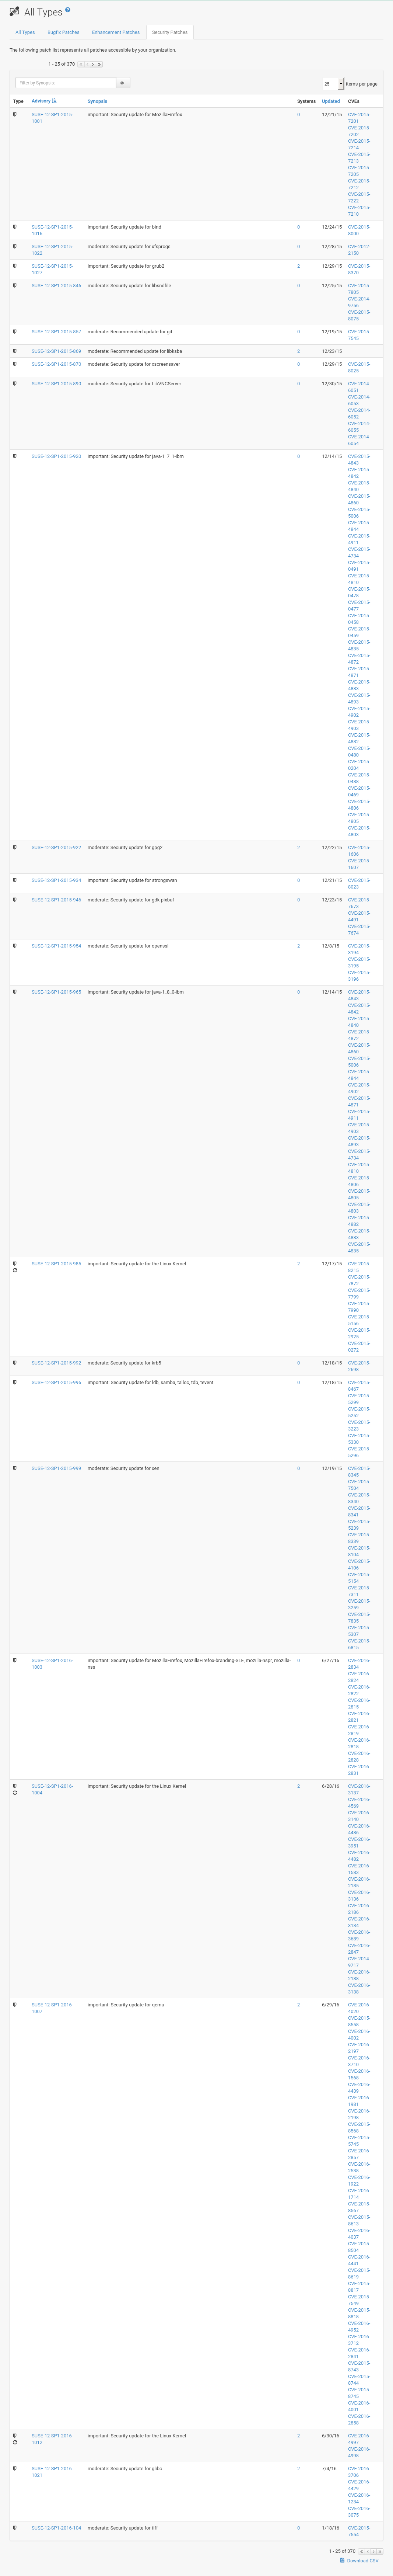 All Types
All Types Bugfix Patches Enhancement Patches Security Patches
The following patch list represents all patches accessible by your organization.
1 - 25 of 370
Filter by Synopsis:
25 items per page
Type Advisory Synopsis Systems Updated CVEs
SUSE-12-SP1-2015-1001 important: Security update for MozillaFirefox 0 12/21/15 CVE-2015-7201
CVE-2015-7202
CVE-2015-7214
CVE-2015-7213
CVE-2015-7205
CVE-2015-7212
CVE-2015-7222
CVE-2015-7210
SUSE-12-SP1-2015-1016 important: Security update for bind 0 12/24/15 CVE-2015-8000
SUSE-12-SP1-2015-1022 moderate: Security update for xfsprogs 0 12/28/15 CVE-2012-2150
SUSE-12-SP1-2015-1027 important: Security update for grub2 2 12/29/15 CVE-2015-8370
SUSE-12-SP1-2015-846 moderate: Security update for libsndfile 0 12/25/15 CVE-2015-7805
CVE-2014-9756
CVE-2015-8075
SUSE-12-SP1-2015-857 moderate: Recommended update for git 0 12/19/15 CVE-2015-7545
SUSE-12-SP1-2015-869 moderate: Recommended update for libksba 2 12/23/15
SUSE-12-SP1-2015-870 moderate: Security update for xscreensaver 0 12/29/15 CVE-2015-8025
SUSE-12-SP1-2015-890 moderate: Security update for LibVNCServer 0 12/30/15 CVE-2014-6051
CVE-2014-6053
CVE-2014-6052
CVE-2014-6055
CVE-2014-6054
SUSE-12-SP1-2015-920 important: Security update for java-1_7_1-ibm 0 12/14/15 CVE-2015-4843
CVE-2015-4842
CVE-2015-4840
CVE-2015-4860
CVE-2015-5006
CVE-2015-4844
CVE-2015-4911
CVE-2015-4734
CVE-2015-0491
CVE-2015-4810
CVE-2015-0478
CVE-2015-0477
CVE-2015-0458
CVE-2015-0459
CVE-2015-4835
CVE-2015-4872
CVE-2015-4871
CVE-2015-4883
CVE-2015-4893
CVE-2015-4902
CVE-2015-4903
CVE-2015-4882
CVE-2015-0480
CVE-2015-0204
CVE-2015-0488
CVE-2015-0469
CVE-2015-4806
CVE-2015-4805
CVE-2015-4803
SUSE-12-SP1-2015-922 moderate: Security update for gpg2 2 12/22/15 CVE-2015-1606
CVE-2015-1607
SUSE-12-SP1-2015-934 important: Security update for strongswan 0 12/21/15 CVE-2015-8023
SUSE-12-SP1-2015-946 moderate: Security update for gdk-pixbuf 0 12/23/15 CVE-2015-7673
CVE-2015-4491
CVE-2015-7674
SUSE-12-SP1-2015-954 moderate: Security update for openssl 2 12/8/15 CVE-2015-3194
CVE-2015-3195
CVE-2015-3196
SUSE-12-SP1-2015-965 important: Security update for java-1_8_0-ibm 0 12/14/15 CVE-2015-4843
CVE-2015-4842
CVE-2015-4840
CVE-2015-4872
CVE-2015-4860
CVE-2015-5006
CVE-2015-4844
CVE-2015-4902
CVE-2015-4871
CVE-2015-4911
CVE-2015-4903
CVE-2015-4893
CVE-2015-4734
CVE-2015-4810
CVE-2015-4806
CVE-2015-4805
CVE-2015-4803
CVE-2015-4882
CVE-2015-4883
CVE-2015-4835
SUSE-12-SP1-2015-985 important: Security update for the Linux Kernel 2 12/17/15 CVE-2015-8215
CVE-2015-7872
CVE-2015-7799
CVE-2015-7990
CVE-2015-5156
CVE-2015-2925
CVE-2015-0272
SUSE-12-SP1-2015-992 moderate: Security update for krb5 0 12/18/15 CVE-2015-2698
SUSE-12-SP1-2015-996 important: Security update for ldb, samba, talloc, tdb, tevent 0 12/18/15 CVE-2015-8467
CVE-2015-5299
CVE-2015-5252
CVE-2015-3223
CVE-2015-5330
CVE-2015-5296
SUSE-12-SP1-2015-999 moderate: Security update for xen 0 12/19/15 CVE-2015-8345
CVE-2015-7504
CVE-2015-8340
CVE-2015-8341
CVE-2015-5239
CVE-2015-8339
CVE-2015-8104
CVE-2015-4106
CVE-2015-5154
CVE-2015-7311
CVE-2015-3259
CVE-2015-7835
CVE-2015-5307
CVE-2015-6815
SUSE-12-SP1-2016-1003 important: Security update for MozillaFirefox, MozillaFirefox-branding-SLE, mozilla-nspr, mozilla-nss 0 6/27/16 CVE-2016-2834
CVE-2016-2824
CVE-2016-2822
CVE-2016-2815
CVE-2016-2821
CVE-2016-2819
CVE-2016-2818
CVE-2016-2828
CVE-2016-2831
SUSE-12-SP1-2016-1004 important: Security update for the Linux Kernel 2 6/28/16 CVE-2016-3137
CVE-2016-4569
CVE-2016-3140
CVE-2016-4486
CVE-2016-3951
CVE-2016-4482
CVE-2016-1583
CVE-2016-2185
CVE-2016-3136
CVE-2016-2186
CVE-2016-3134
CVE-2016-3689
CVE-2016-2847
CVE-2014-9717
CVE-2016-2188
CVE-2016-3138
SUSE-12-SP1-2016-1007 important: Security update for qemu 2 6/29/16 CVE-2016-4020
CVE-2015-8558
CVE-2016-4002
CVE-2016-2197
CVE-2016-3710
CVE-2016-1568
CVE-2016-4439
CVE-2016-1981
CVE-2016-2198
CVE-2015-8568
CVE-2015-5745
CVE-2016-2857
CVE-2016-2538
CVE-2016-1922
CVE-2016-1714
CVE-2015-8567
CVE-2015-8613
CVE-2016-4037
CVE-2015-8504
CVE-2016-4441
CVE-2015-8619
CVE-2015-8817
CVE-2015-7549
CVE-2015-8818
CVE-2016-4952
CVE-2016-3712
CVE-2016-2841
CVE-2015-8743
CVE-2015-8744
CVE-2015-8745
CVE-2016-4001
CVE-2016-2858
SUSE-12-SP1-2016-1012 important: Security update for the Linux Kernel 2 6/30/16 CVE-2016-4997
CVE-2016-4998
SUSE-12-SP1-2016-1021 moderate: Security update for glibc 2 7/4/16 CVE-2016-3706
CVE-2016-4429
CVE-2016-1234
CVE-2016-3075
SUSE-12-SP1-2016-104 moderate: Security update for tiff 0 1/18/16 CVE-2015-7554
1 - 25 of 370
Download CSV